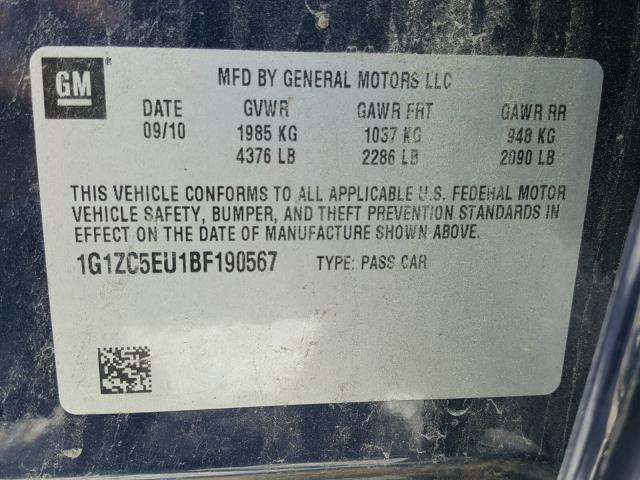 GM ®
MFD BY GENERAL MOTORS LLC
DATE GVWR GAWR FRT GAWR RR
09/10 1985 KG 1037 KG 948 KG
4376 LB 2286 LB 2090 LB
THIS VEHICLE CONFORMS TO ALL APPLICABLE U.S. FEDERAL MOTOR
VEHICLE SAFETY, BUMPER, AND THEFT PREVENTION STANDARDS IN
EFFECT ON THE DATE OF MANUFACTURE SHOWN ABOVE.
1G1ZC5EU1BF190567 TYPE: PASS CAR